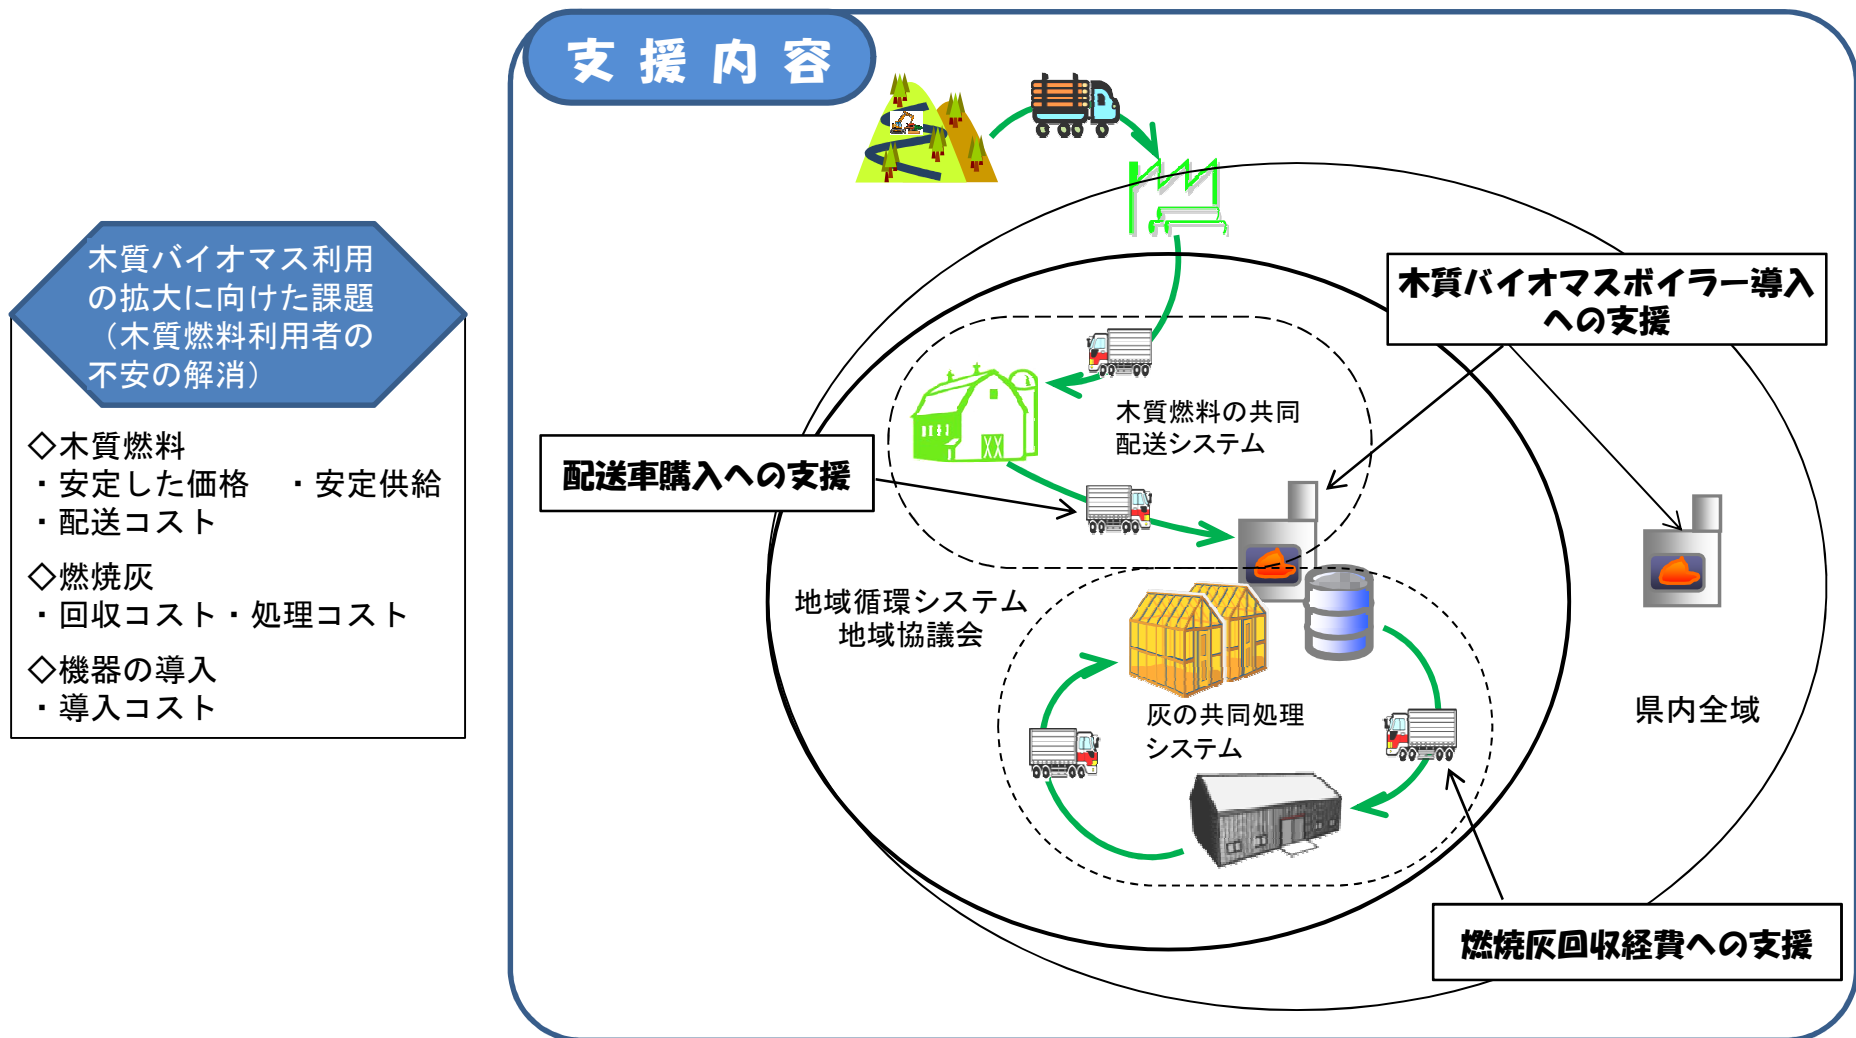 支援内容
木質バイオマス利用
の拡大に向けた課題
（木質燃料利用者の
不安の解消）
◇木質燃料
・安定した価格　・安定供給
・配送コスト
◇燃焼灰
・回収コスト・処理コスト
◇機器の導入
・導入コスト
木質バイオマスボイラー導入
への支援
木質燃料の共同
配送システム
配送車購入への支援
地域循環システム
地域協議会
灰の共同処理
システム
県内全域
燃焼灰回収経費への支援